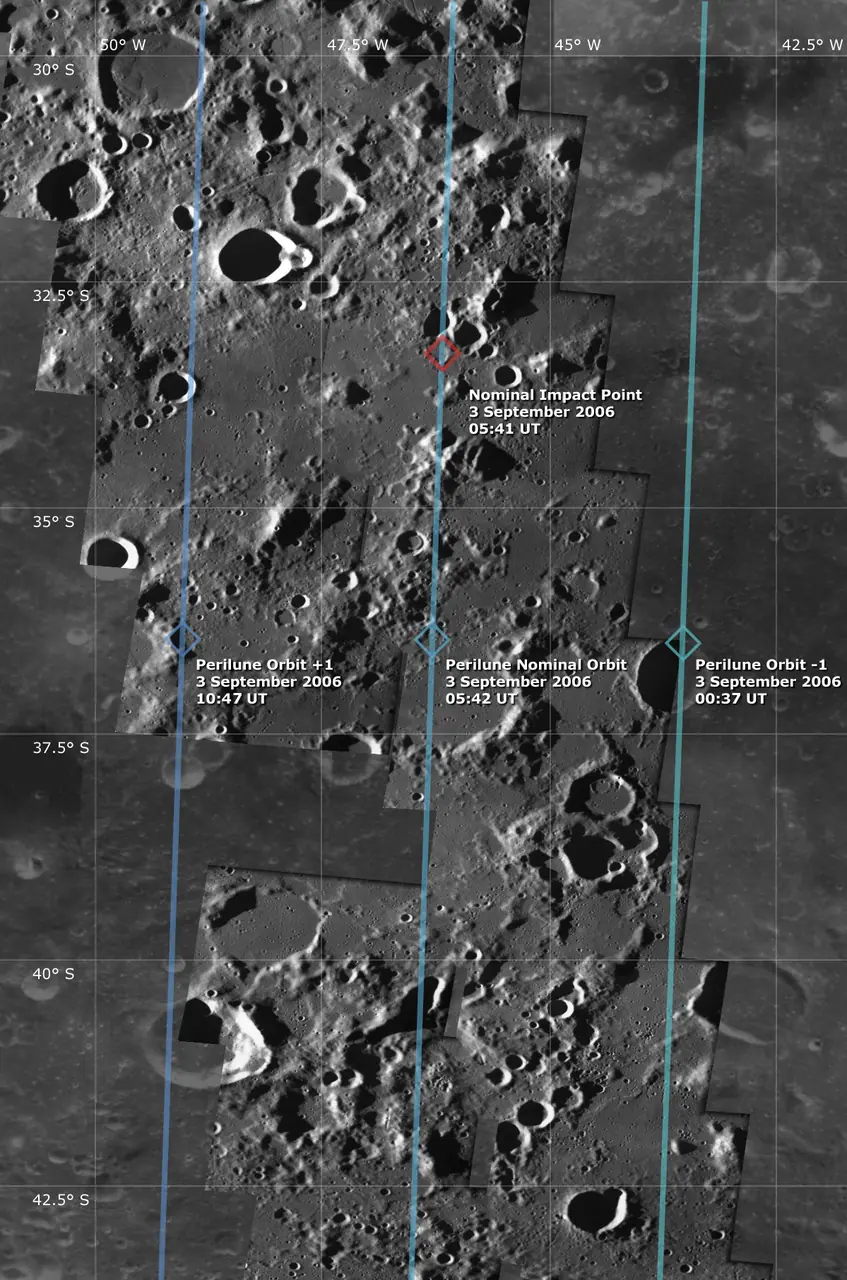 50° W
47.5° W
45° W
42.5° W
30° S
32.5° S
Nominal Impact Point
3 September 2006
05:41 UT
35° S
Perilune Orbit +1
3 September 2006
10:47 UT
Perilune Nominal Orbit
3 September 2006
05:42 UT
Perilune Orbit -1
3 September 2006
00:37 UT
37.5° S
40° S
42.5° S